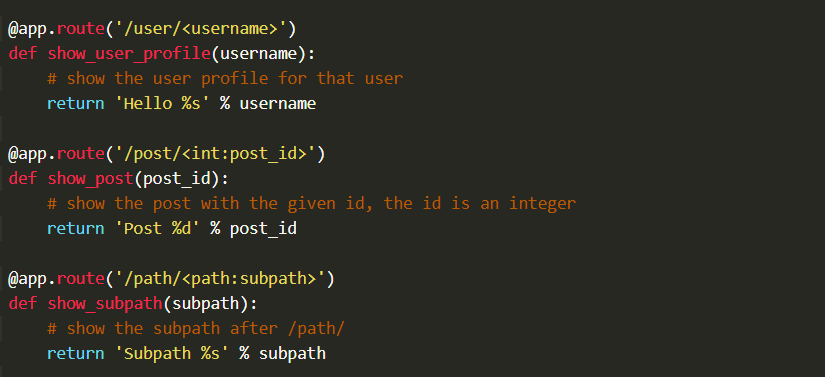 @app.route('/user/<username>')
def show_user_profile(username):
    # show the user profile for that user
    return 'Hello %s' % username

@app.route('/post/<int:post_id>')
def show_post(post_id):
    # show the post with the given id, the id is an integer
    return 'Post %d' % post_id

@app.route('/path/<path:subpath>')
def show_subpath(subpath):
    # show the subpath after /path/
    return 'Subpath %s' % subpath